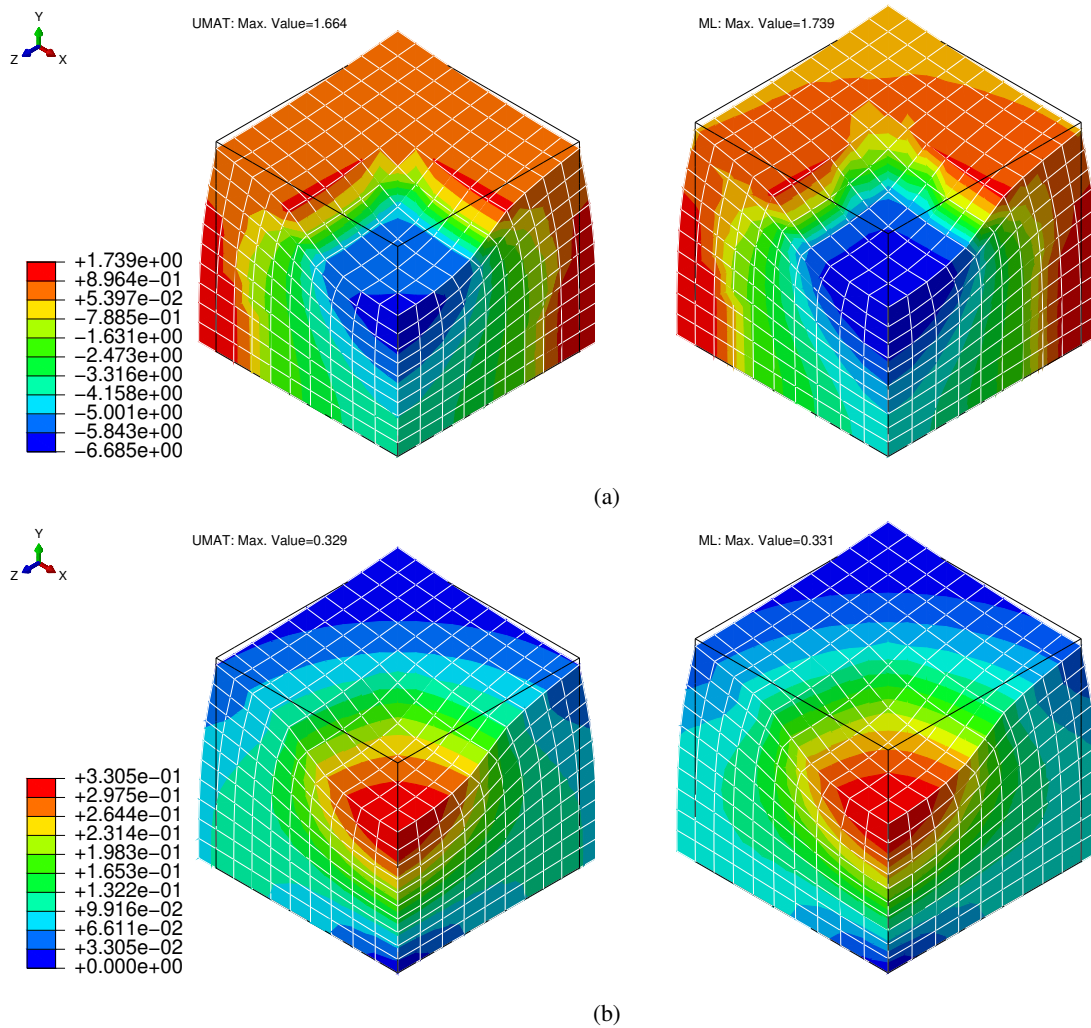 Y
Z X
UMAT: Max. Value=1.664
ML: Max. Value=1.739
+1.739e+00
+8.964e−01
+5.397e−02
−7.885e−01
−1.631e+00
−2.473e+00
−3.316e+00
−4.158e+00
−5.001e+00
−5.843e+00
−6.685e+00
(a)
Y
Z X
UMAT: Max. Value=0.329
ML: Max. Value=0.331
+3.305e−01
+2.975e−01
+2.644e−01
+2.314e−01
+1.983e−01
+1.653e−01
+1.322e−01
+9.916e−02
+6.611e−02
+3.305e−02
+0.000e+00
(b)